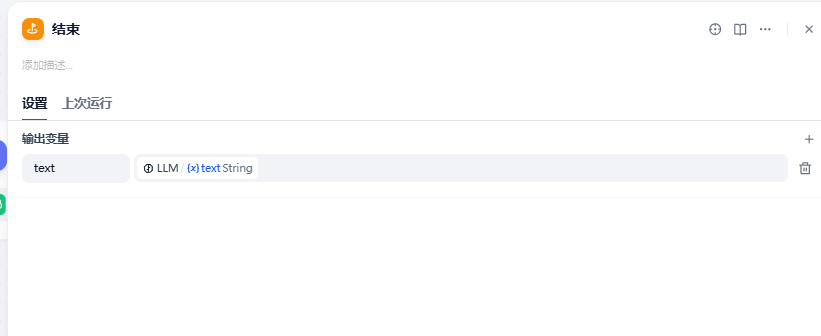 结束
添加描述...
设置 上次运行
输出变量
text LLM / {x} text String